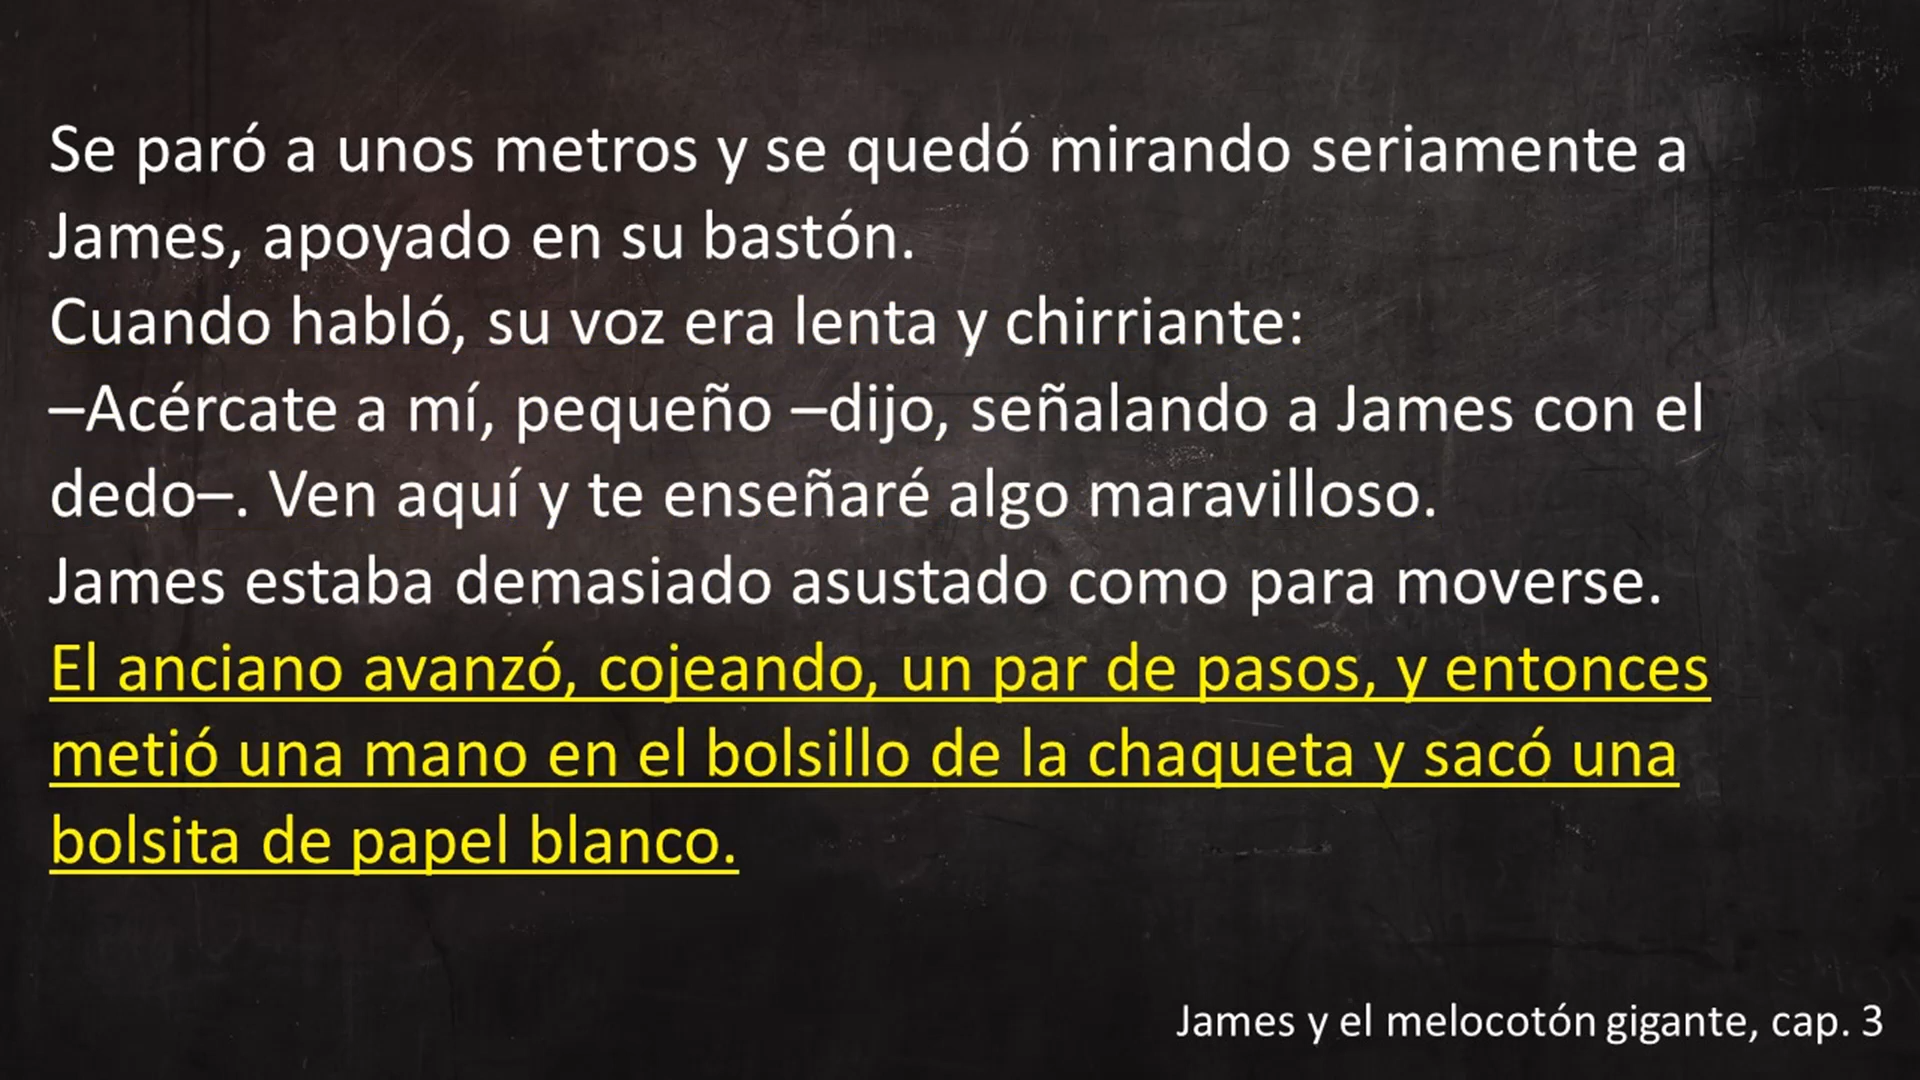 Se paró a unos metros y se quedó mirando seriamente a
James, apoyado en su bastón.
Cuando habló, su voz era lenta y chirriante:
–Acércate a mí, pequeño –dijo, señalando a James con el
dedo–. Ven aquí y te enseñaré algo maravilloso.
James estaba demasiado asustado como para moverse.
El anciano avanzó, cojeando, un par de pasos, y entonces
metió una mano en el bolsillo de la chaqueta y sacó una
bolsita de papel blanco.
James y el melocotón gigante, cap. 3